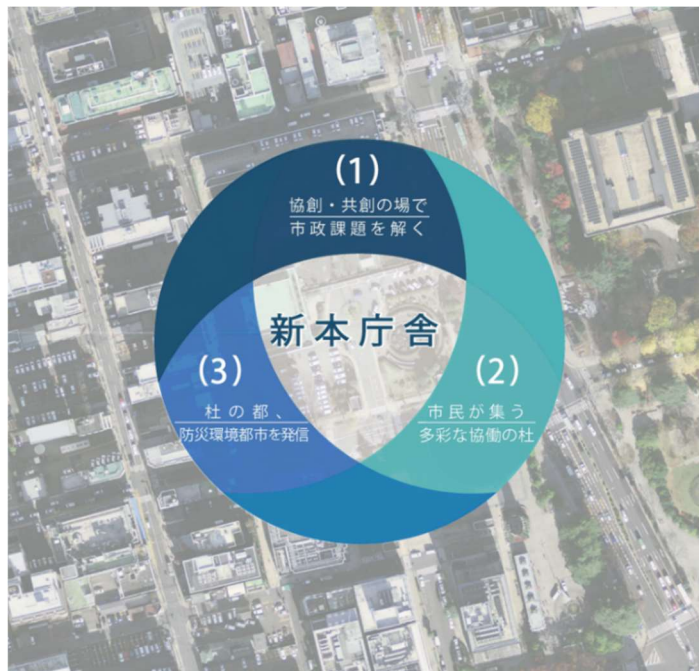 (1)
協創・共創の場で
市政課題を解く
新本庁舎
(3)
杜の都、
防災環境都市を発信
(2)
市民が集う
多彩な協働の杜